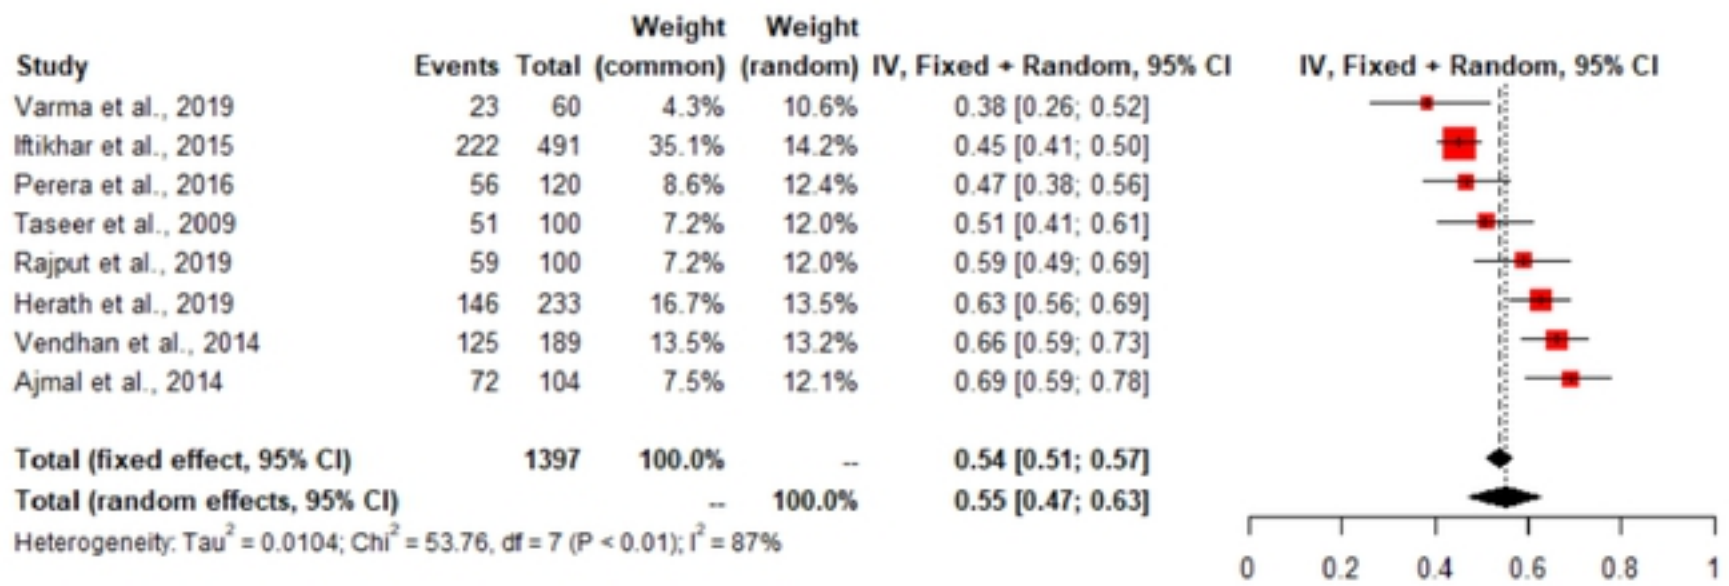 Weight Weight
Study Events Total (common) (random) IV, Fixed + Random, 95% CI IV, Fixed + Random, 95% CI
Varma et al., 2019 23 60 4.3% 10.6% 0.38 [0.26; 0.52]
Iftikhar et al., 2015 222 491 35.1% 14.2% 0.45 [0.41; 0.50]
Perera et al., 2016 56 120 8.6% 12.4% 0.47 [0.38; 0.56]
Taseer et al., 2009 51 100 7.2% 12.0% 0.51 [0.41; 0.61]
Rajput et al., 2019 59 100 7.2% 12.0% 0.59 [0.49; 0.69]
Herath et al., 2019 146 233 16.7% 13.5% 0.63 [0.56; 0.69]
Vendhan et al., 2014 125 189 13.5% 13.2% 0.66 [0.59; 0.73]
Ajmal et al., 2014 72 104 7.5% 12.1% 0.69 [0.59; 0.78]
Total (fixed effect, 95% CI) 1397 100.0% -- 0.54 [0.51; 0.57]
Total (random effects, 95% CI) -- 100.0% 0.55 [0.47; 0.63]
Heterogeneity: Tau² = 0.0104; Chi² = 53.76, df = 7 (P < 0.01); I² = 87%
0 0.2 0.4 0.6 0.8 1